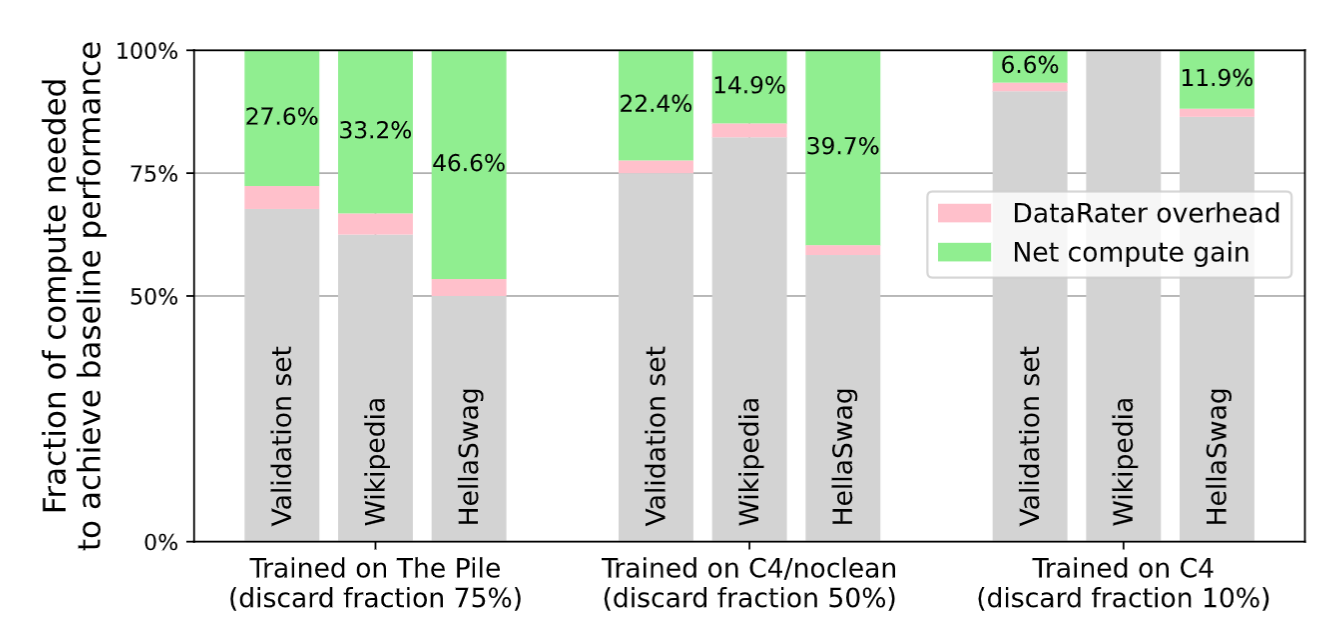 Fraction of compute needed
to achieve baseline performance
100%
75%
50%
0%
27.6%
33.2%
46.6%
22.4%
14.9%
39.7%
6.6%
11.9%
DataRater overhead
Net compute gain
Validation set
Wikipedia
HellaSwag
Validation set
Wikipedia
HellaSwag
Validation set
Wikipedia
HellaSwag
Trained on The Pile
(discard fraction 75%)
Trained on C4/noclean
(discard fraction 50%)
Trained on C4
(discard fraction 10%)